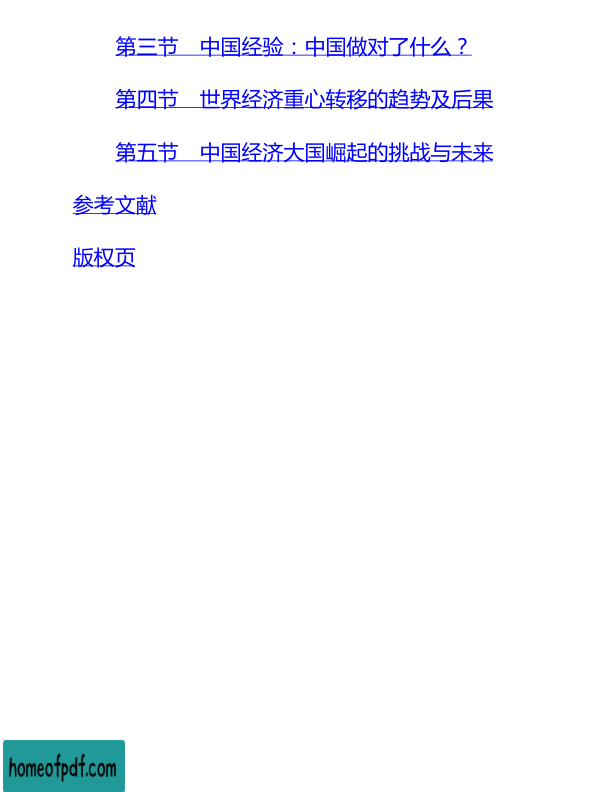 第三节　中国经验：中国做对了什么？
第四节　世界经济重心转移的趋势及后果
第五节　中国经济大国崛起的挑战与未来
参考文献
版权页
homeofpdf.com